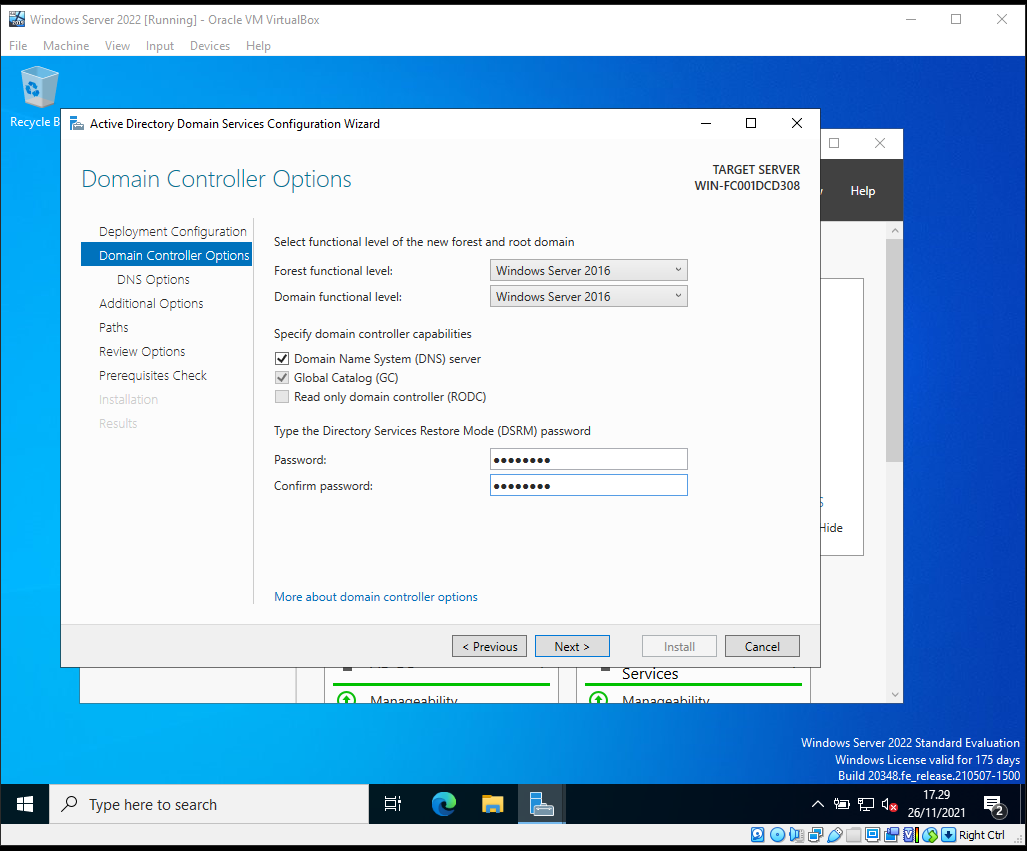 Windows Server 2022 [Running] - Oracle VM VirtualBox
File Machine View Input Devices Help
Recycle B
Active Directory Domain Services Configuration Wizard
Domain Controller Options
TARGET SERVER
WIN-FC001DCD308
Help
Deployment Configuration
Domain Controller Options
DNS Options
Additional Options
Paths
Review Options
Prerequisites Check
Installation
Results
Select functional level of the new forest and root domain
Forest functional level: Windows Server 2016
Domain functional level: Windows Server 2016
Specify domain controller capabilities
Domain Name System (DNS) server
Global Catalog (GC)
Read only domain controller (RODC)
Type the Directory Services Restore Mode (DSRM) password
Password: ●●●●●●●●
Confirm password: ●●●●●●●●
Hide
More about domain controller options
< Previous Next > Install Cancel
Services
Manageability Manageability
Windows Server 2022 Standard Evaluation
Windows License valid for 175 days
Build 20348.fe_release.210507-1500
Type here to search
17.29
26/11/2021
2
Right Ctrl